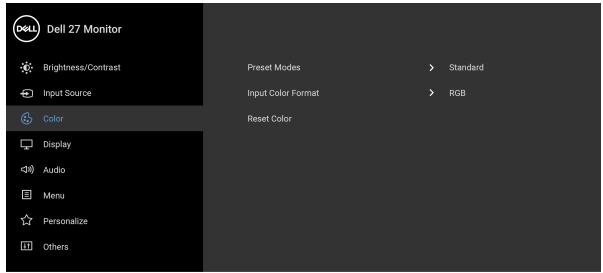 DELL Dell 27 Monitor
Brightness/Contrast
Preset Modes > Standard
Input Source
Input Color Format > RGB
Color
Reset Color
Display
Audio
Menu
Personalize
Others